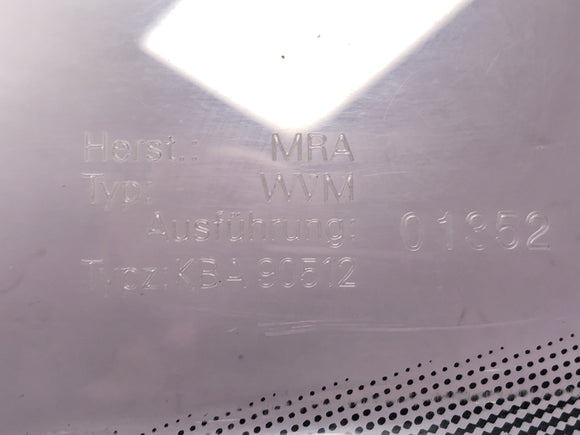 Herst.: MRA
Typ: WVM
Ausführung: 01352
Typz: KBA 90512